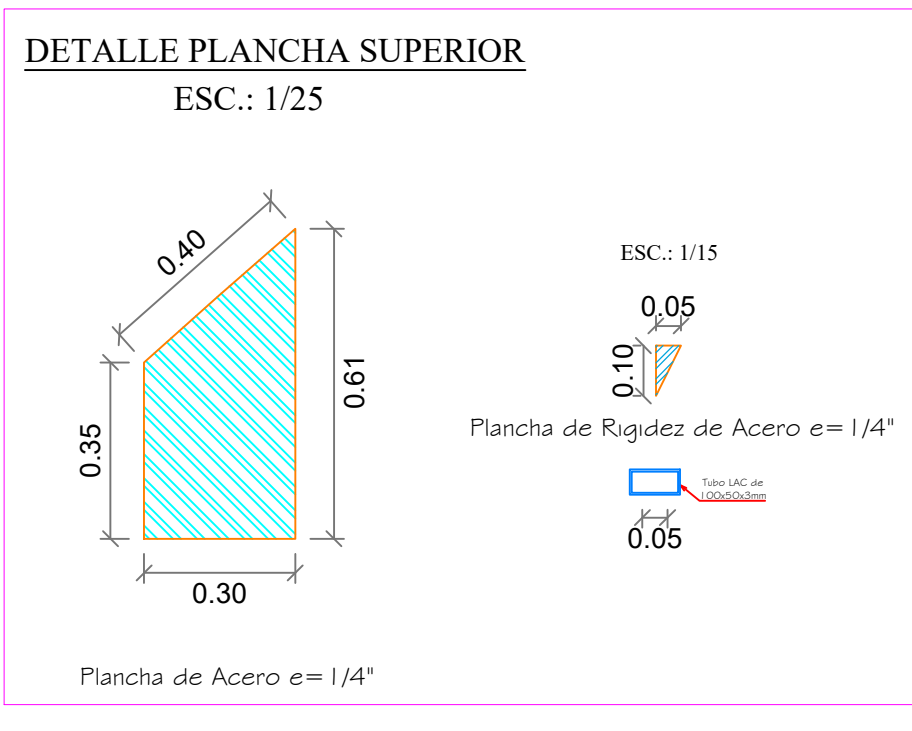 DETALLE PLANCHA SUPERIOR
ESC.: 1/25
0.40
0.35
0.61
0.30
Plancha de Acero e=1/4"
ESC.: 1/15
0.05
0.10
Plancha de Rigidez de Acero e=1/4"
Tubo LAC de
100x50x3mm
0.05